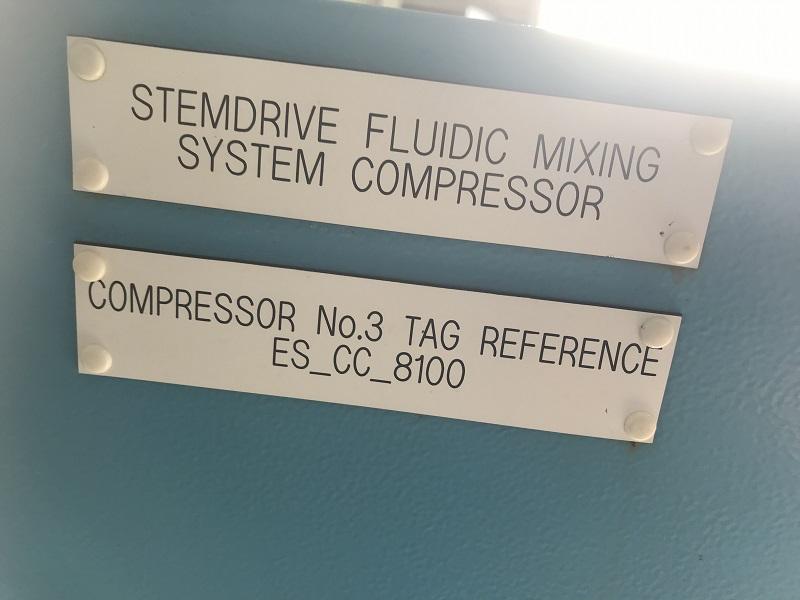 STEMDRIVE FLUIDIC MIXING
SYSTEM COMPRESSOR
COMPRESSOR No.3 TAG REFERENCE
ES_CC_8100